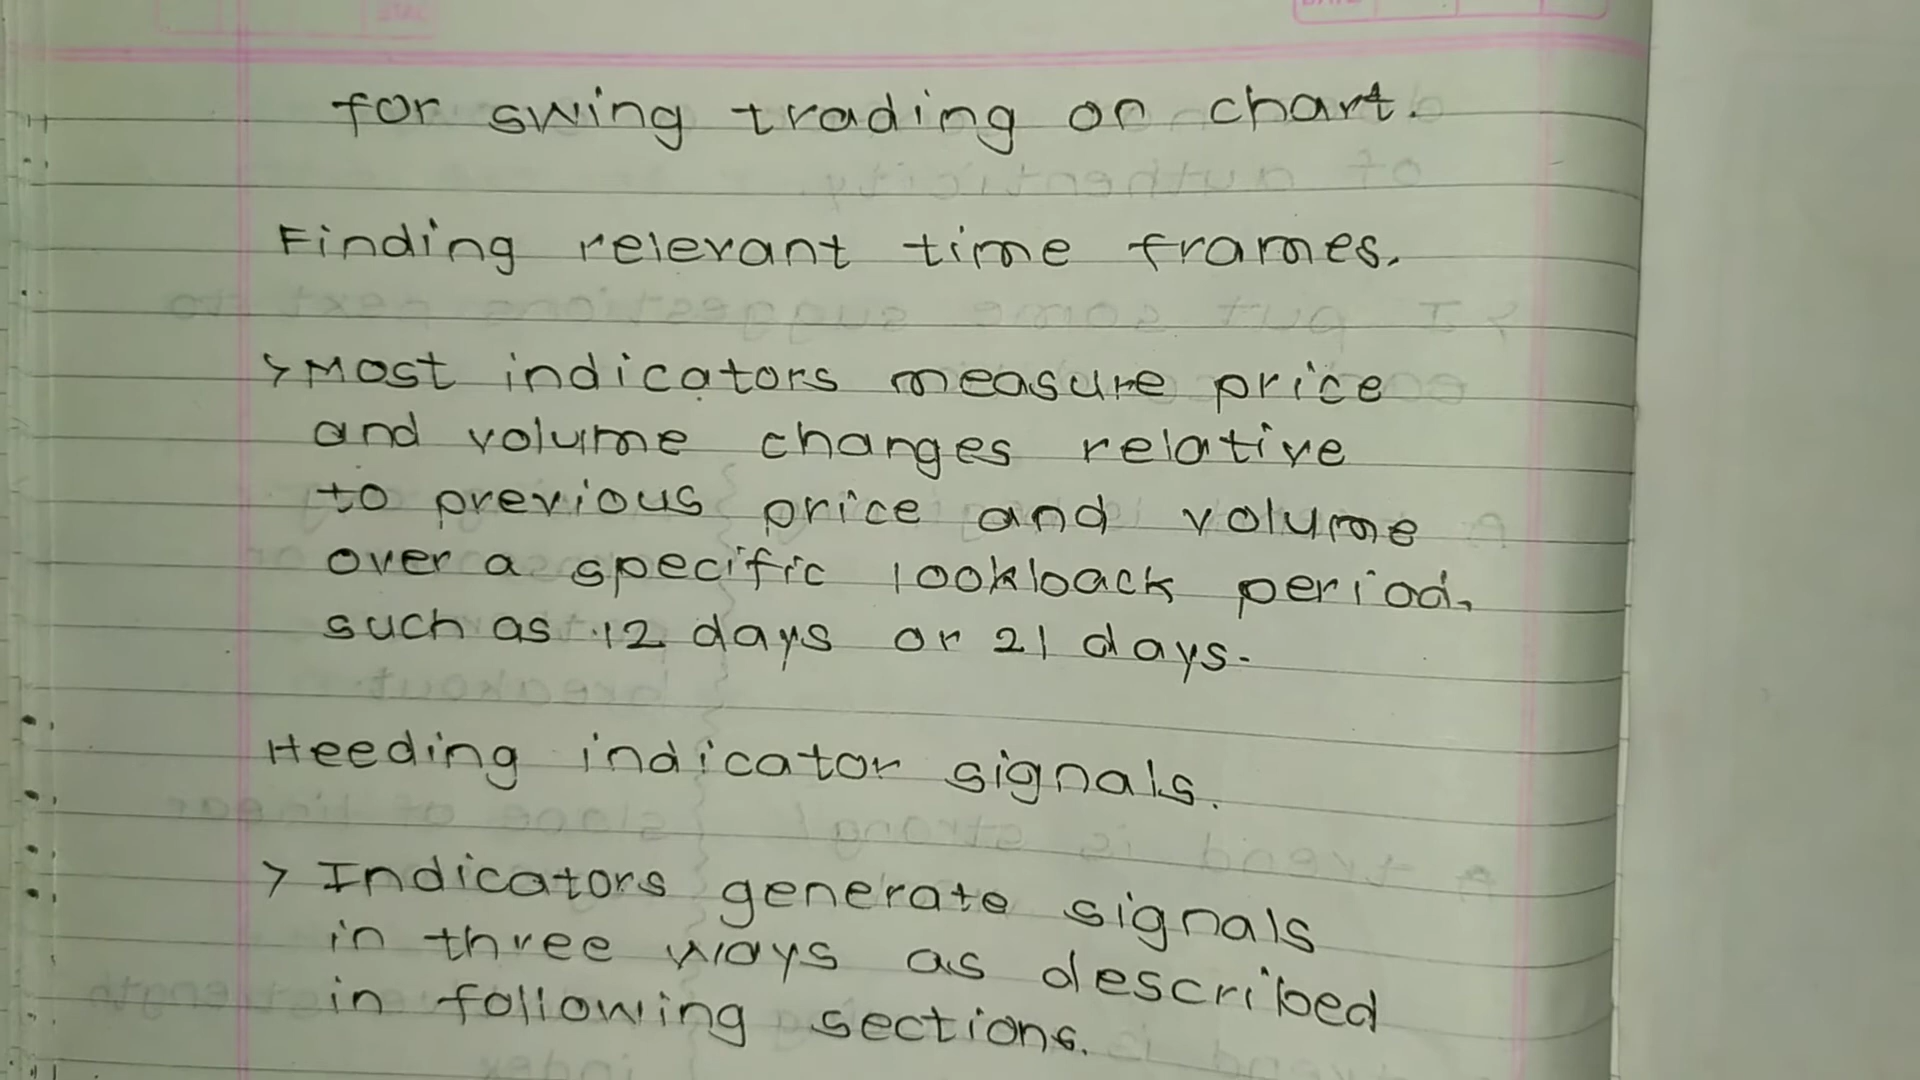 for swing trading on chart.
Finding relevant time frames.
> Most indicators measure price
and volume changes relative
to previous price and volume
over a specific lookback period,
such as 12 days or 21 days.
Heeding indicator signals.
> Indicators generate signals
in three ways as described
in following sections.